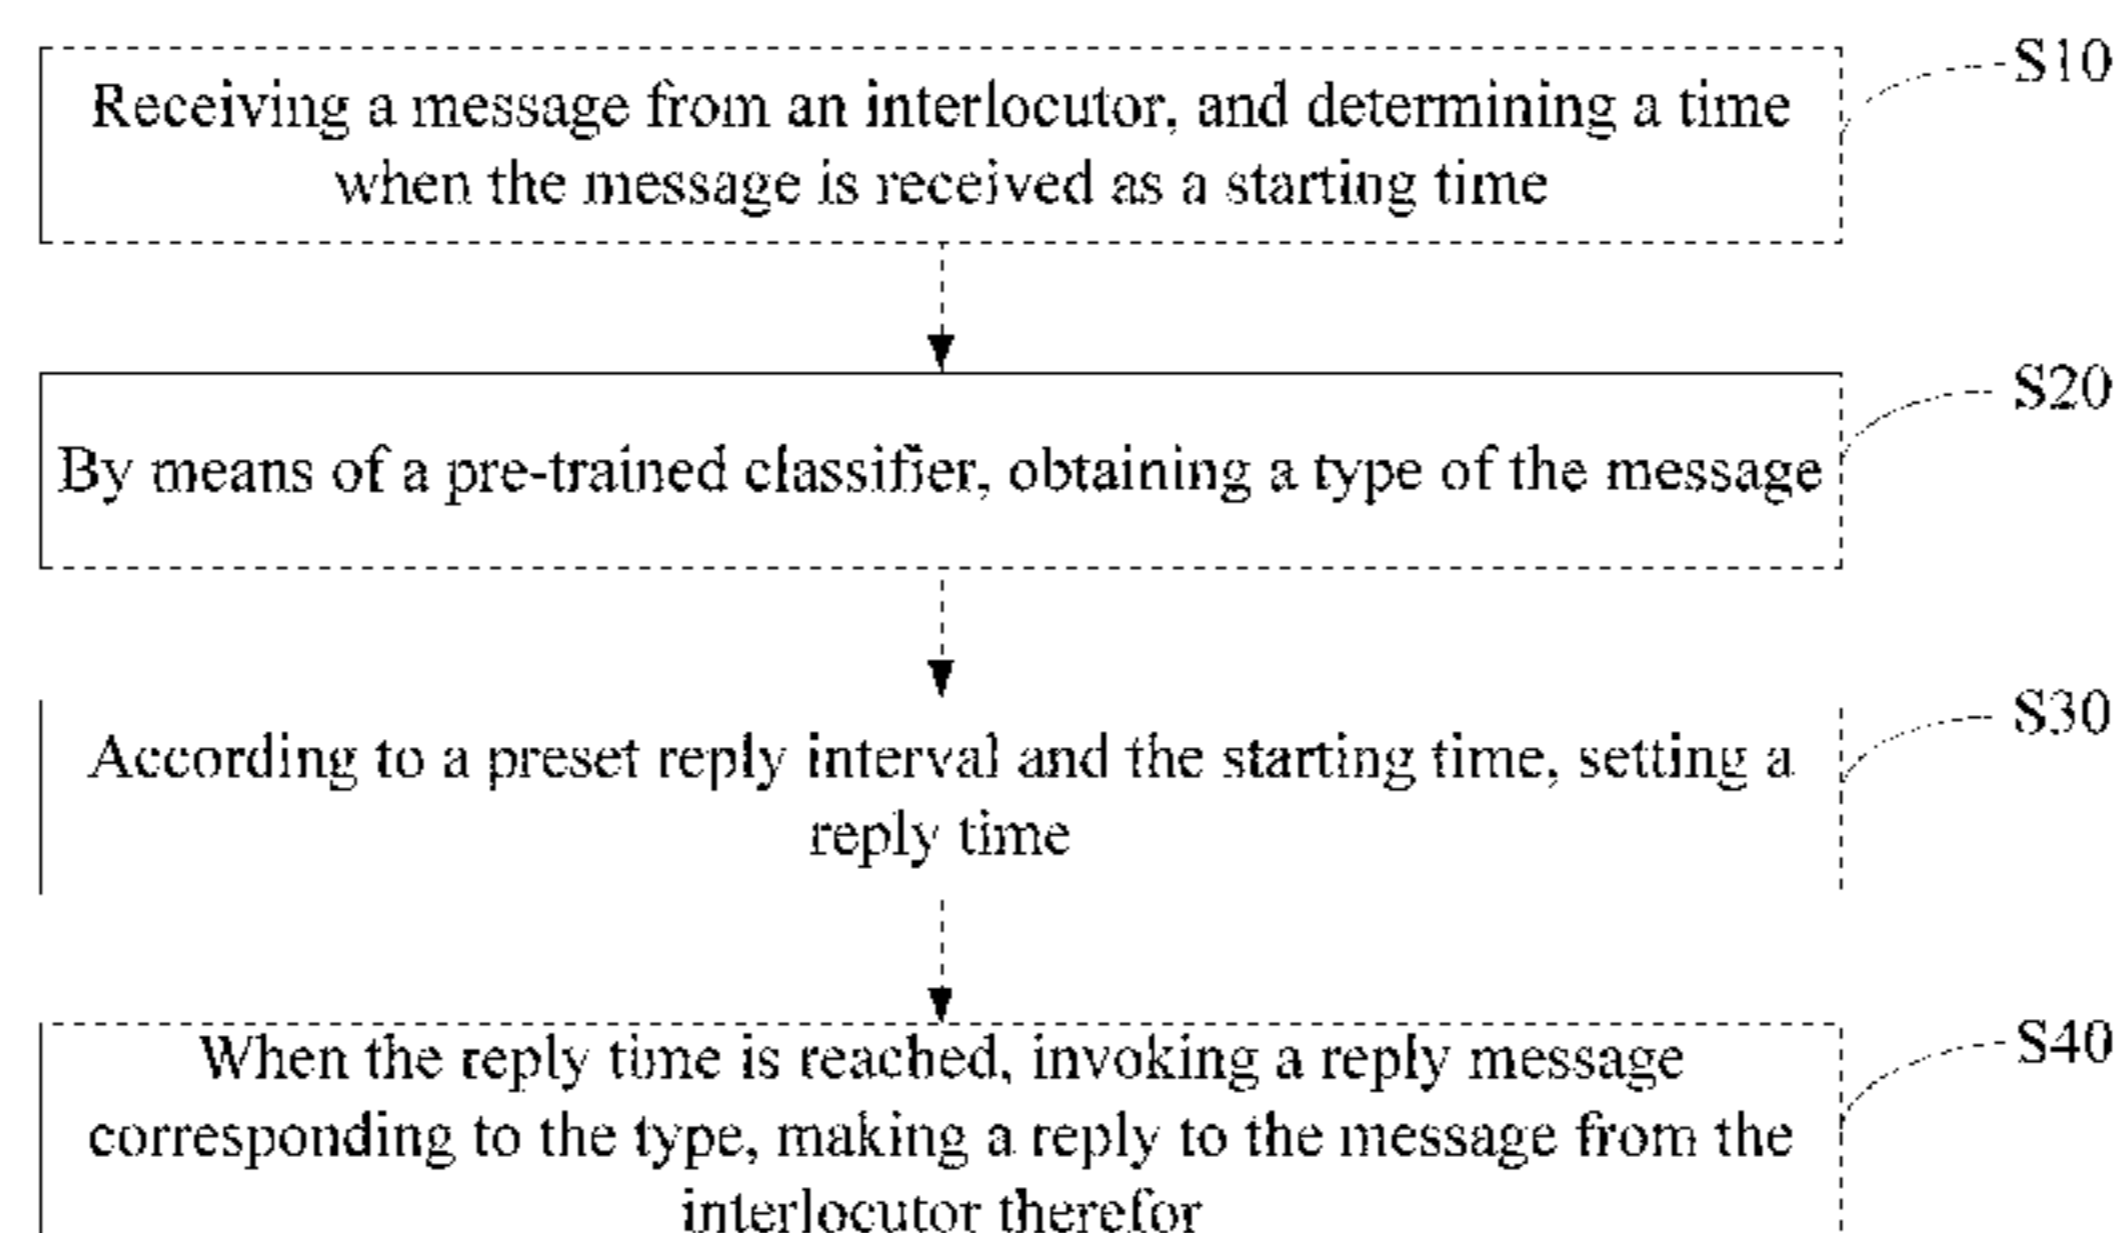 Receiving a message from an interlocutor, and determining a time
when the message is received as a starting time
S10
By means of a pre-trained classifier, obtaining a type of the message
S20
According to a preset reply interval and the starting time, setting a
reply time
S30
When the reply time is reached, invoking a reply message
corresponding to the type, making a reply to the message from the
interlocutor therefor
S40